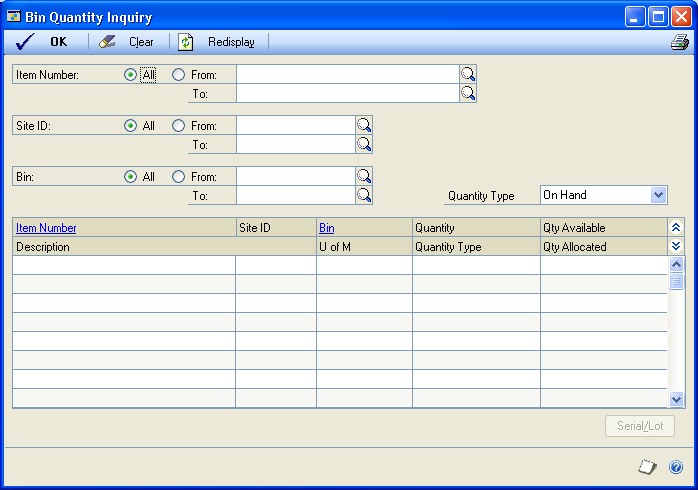 Bin Quantity Inquiry
OK Clear Redisplay
Item Number: All From:
To:
Site ID: All From:
To:
Bin: All From:
To: Quantity Type On Hand
Item Number Site ID Bin Quantity Qty Available
Description U of M Quantity Type Qty Allocated
Serial/Lot